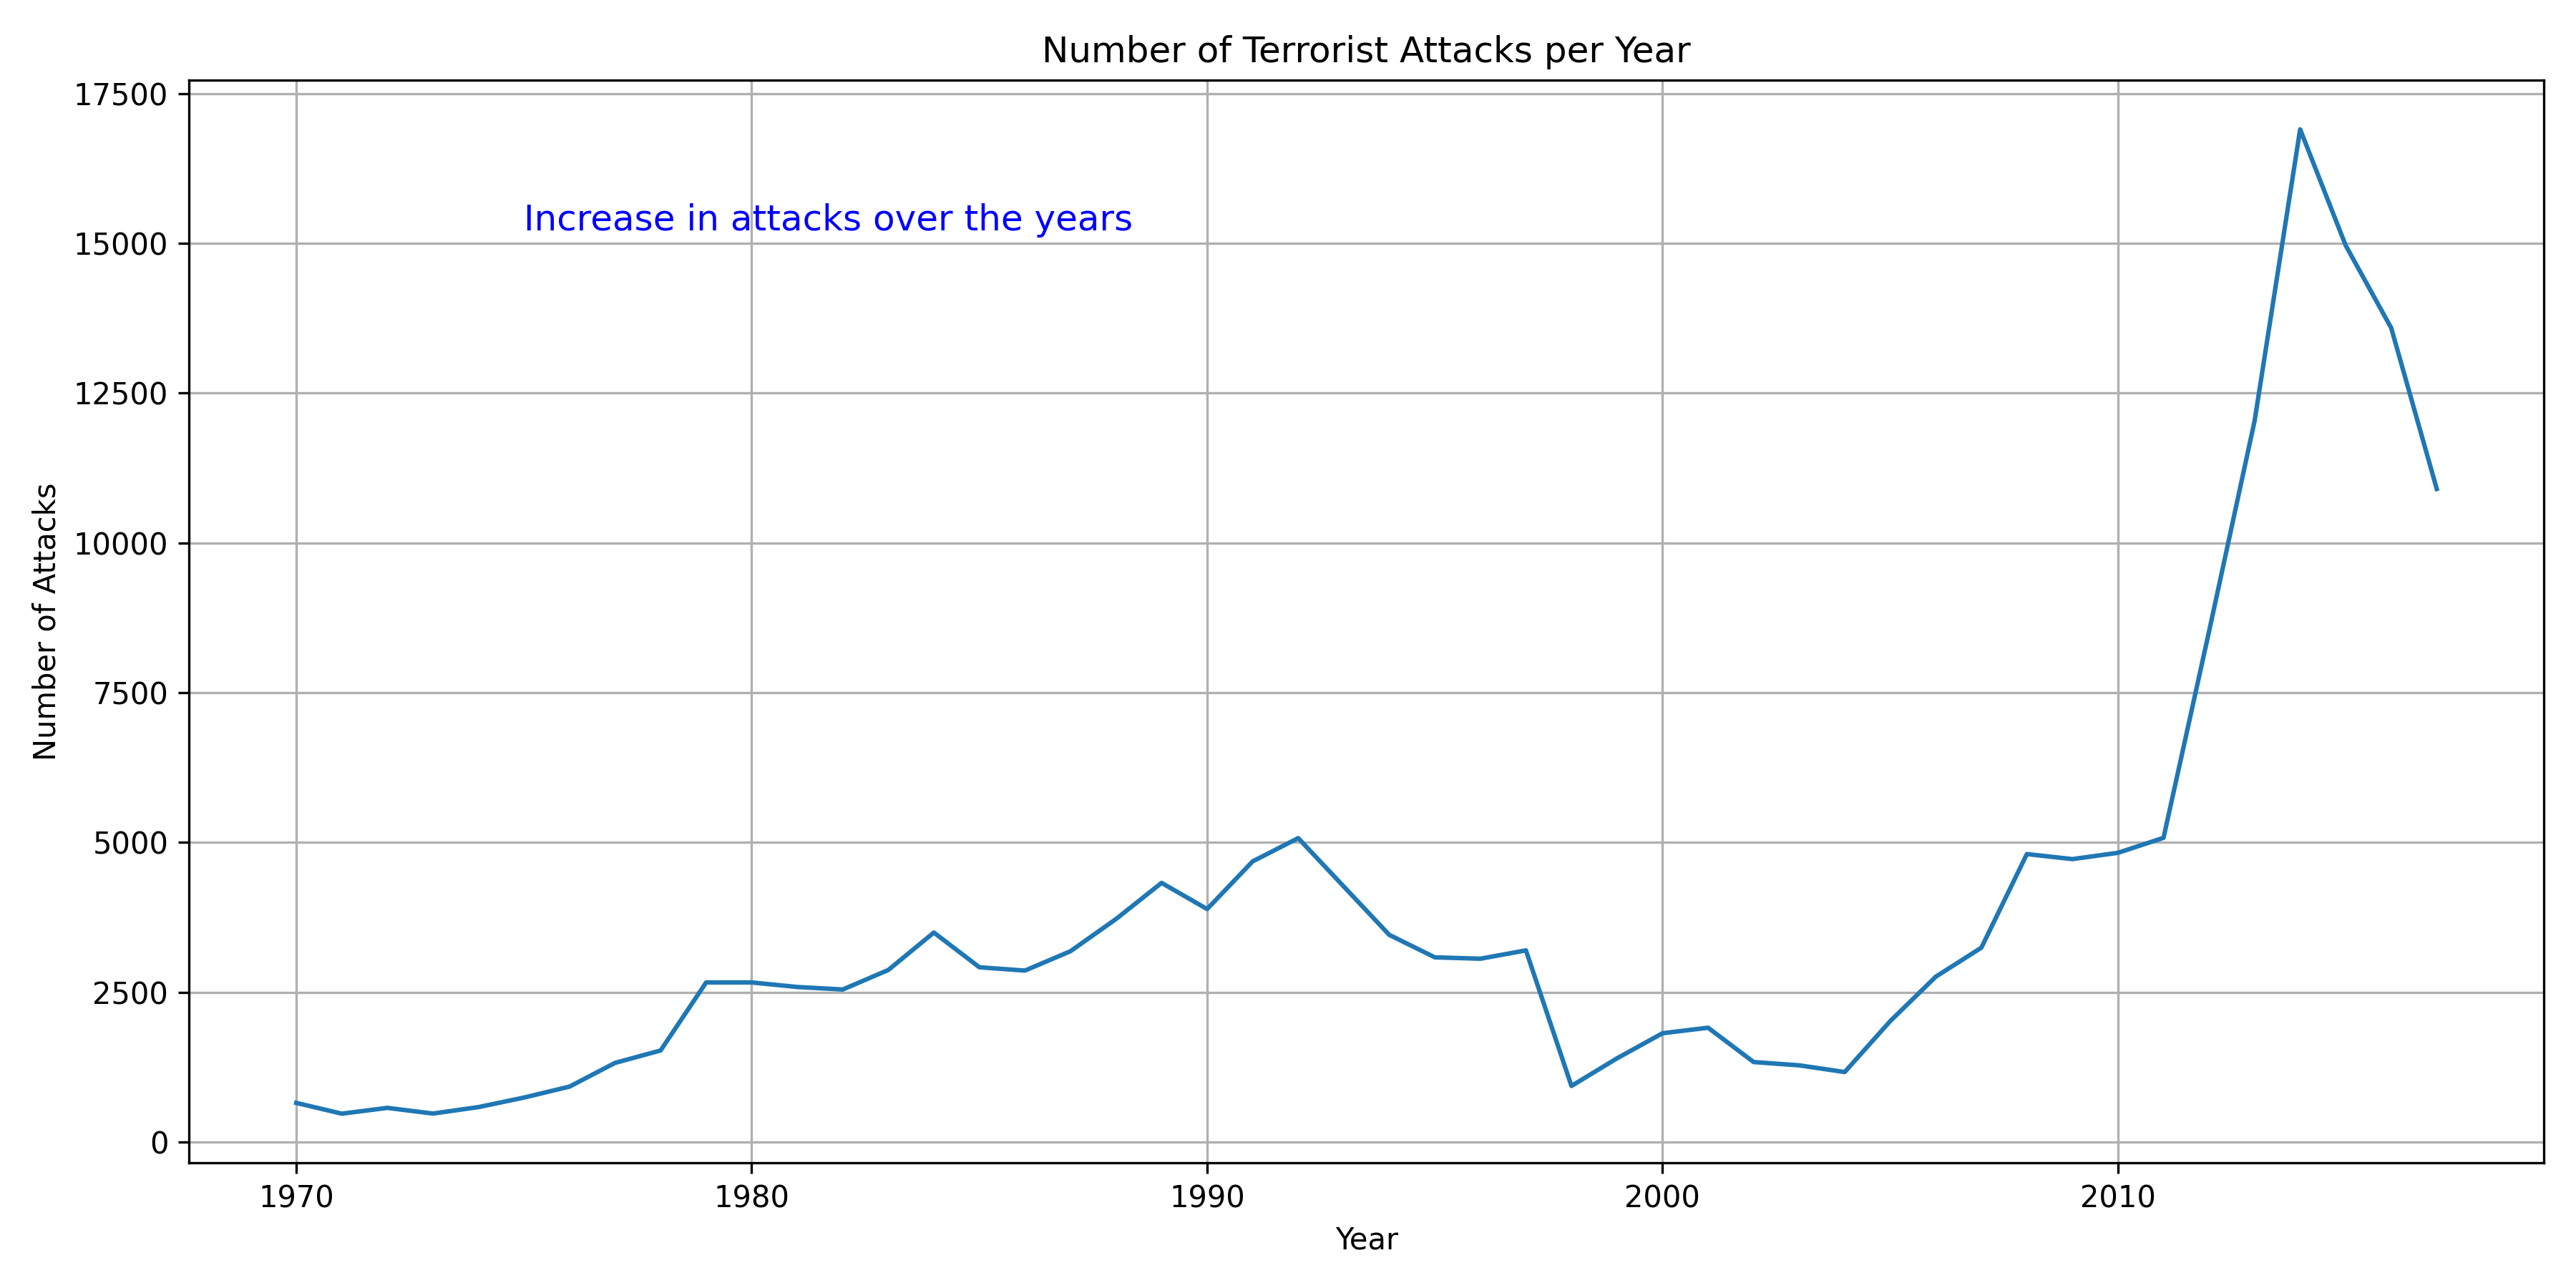 Number of Terrorist Attacks per Year
17500
Increase in attacks over the years
15000
12500
10000
7500
5000
2500
0
Number of Attacks
1970 1980 1990 2000 2010
Year